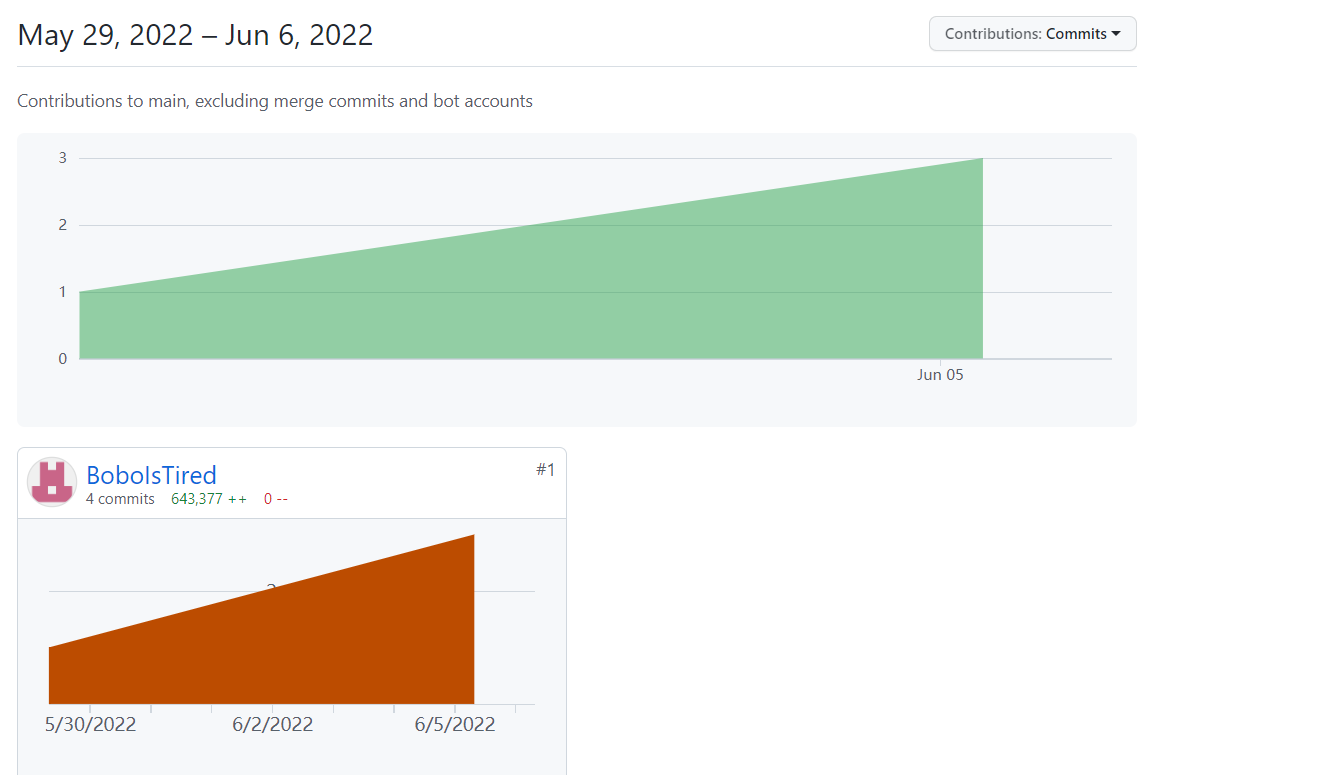 May 29, 2022 – Jun 6, 2022
Contributions: Commits
Contributions to main, excluding merge commits and bot accounts
3
2
1
0
Jun 05
BoboIsTired
#1
4 commits 643,377 ++ 0 --
5/30/2022 6/2/2022 6/5/2022